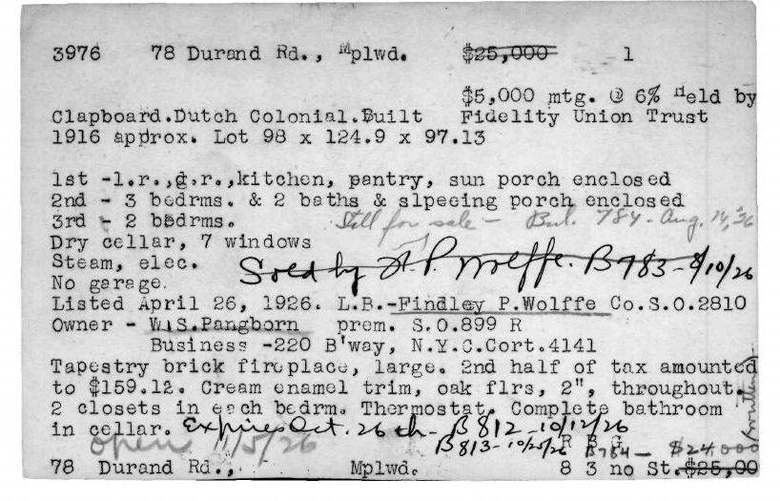 3976 78 Durand Rd., Mplwd. $25,000 1
$5,000 mtg. @ 6% Held by
Clapboard.Dutch Colonial.Built Fidelity Union Trust
1916 approx. Lot 98 x 124.9 x 97.13
1st -l.r.,d.r.,kitchen, pantry, sun porch enclosed
2nd - 3 bedrms. & 2 baths & slpeeing porch enclosed
3rd - 2 bedrms. Still for sale - Bul. 784 - Aug. 14, 26
Dry cellar, 7 windows
Steam, elec. Sold by F. P. Wolffe. B783-8/10/26
No garage.
Listed April 26, 1926. L.B.-Findley P.Wolffe Co.S.O.2810
Owner - W.S.Pangborn prem. S.O.899 R
Business -220 B'way, N.Y.C.Cort.4141
Tapestry brick fireplace, large. 2nd half of tax amounted
to $159.12. Cream enamel trim, oak flrs, 2", throughout.
2 closets in each bedrm. Thermostat. Complete bathroom
in cellar. Expires Oct. 26 ch- B812-10/12/26
open 11/5/26 B813-10/25/26 R B G B784- $24,000
78 Durand Rd., Mplwd. 8 3 no St.$25,00